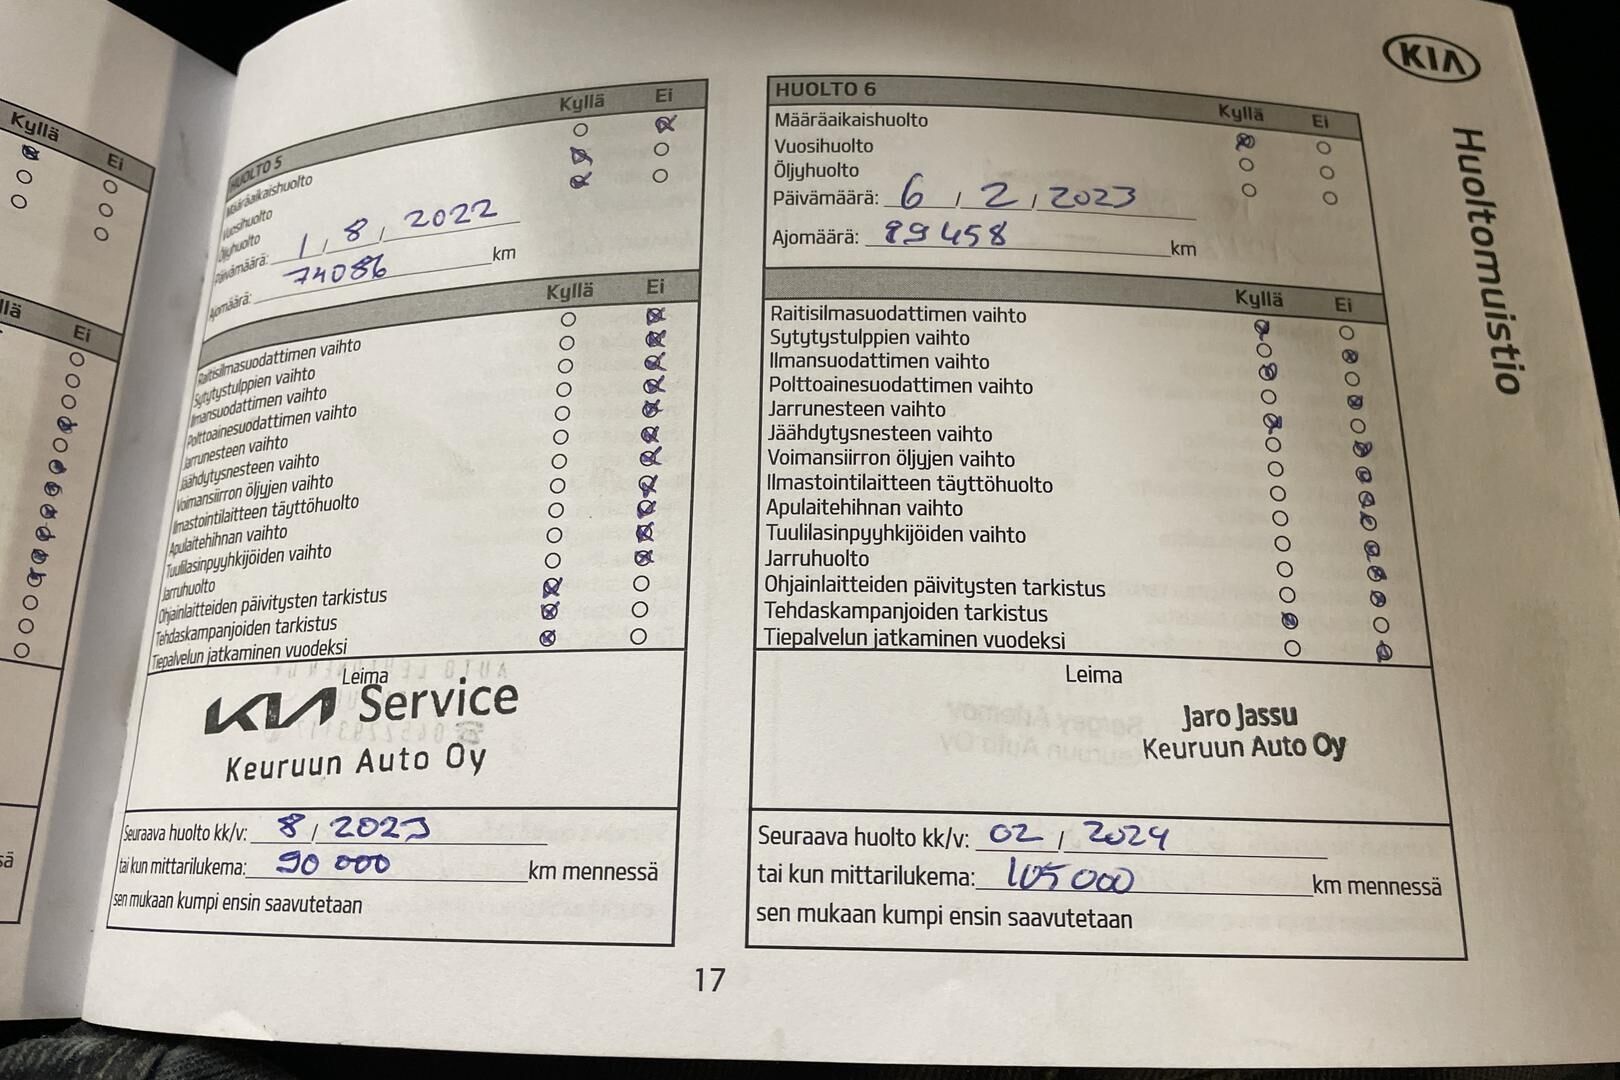 Kyllä
Ei
llä
Ei
sä
HUOLTO 5
Kyllä
Ei
Määräaikaishuolto
Vuosihuolto
Öljyhuolto
Päivämäärä: 1 / 8 / 2022
Ajomäärä: 74086 km
Kyllä
Ei
Raitisilmasuodattimen vaihto
Sytytystulppien vaihto
Ilmansuodattimen vaihto
Polttoainesuodattimen vaihto
Jarrunesteen vaihto
Jäähdytysnesteen vaihto
Voimansiirron öljyjen vaihto
Ilmastointilaitteen täyttöhuolto
Apulaitehihnan vaihto
Tuulilasinpyyhkijöiden vaihto
Jarruhuolto
Ohjainlaitteiden päivitysten tarkistus
Tehdaskampanjoiden tarkistus
Tiepalvelun jatkaminen vuodeksi
Leima
KIA Service
Keuruun Auto Oy
Seuraava huolto kk/v: 8 / 2023
tai kun mittarilukema: 90 000 km mennessä
sen mukaan kumpi ensin saavutetaan
HUOLTO 6
Kyllä
Ei
Määräaikaishuolto
Vuosihuolto
Öljyhuolto
Päivämäärä: 6 / 2 / 2023
Ajomäärä: 89458 km
Kyllä
Ei
Raitisilmasuodattimen vaihto
Sytytystulppien vaihto
Ilmansuodattimen vaihto
Polttoainesuodattimen vaihto
Jarrunesteen vaihto
Jäähdytysnesteen vaihto
Voimansiirron öljyjen vaihto
Ilmastointilaitteen täyttöhuolto
Apulaitehihnan vaihto
Tuulilasinpyyhkijöiden vaihto
Jarruhuolto
Ohjainlaitteiden päivitysten tarkistus
Tehdaskampanjoiden tarkistus
Tiepalvelun jatkaminen vuodeksi
Leima
Jaro Jassu
Keuruun Auto Oy
Seuraava huolto kk/v: 02 / 2024
tai kun mittarilukema: 105 000 km mennessä
sen mukaan kumpi ensin saavutetaan
KIA
Huoltomuistio
17